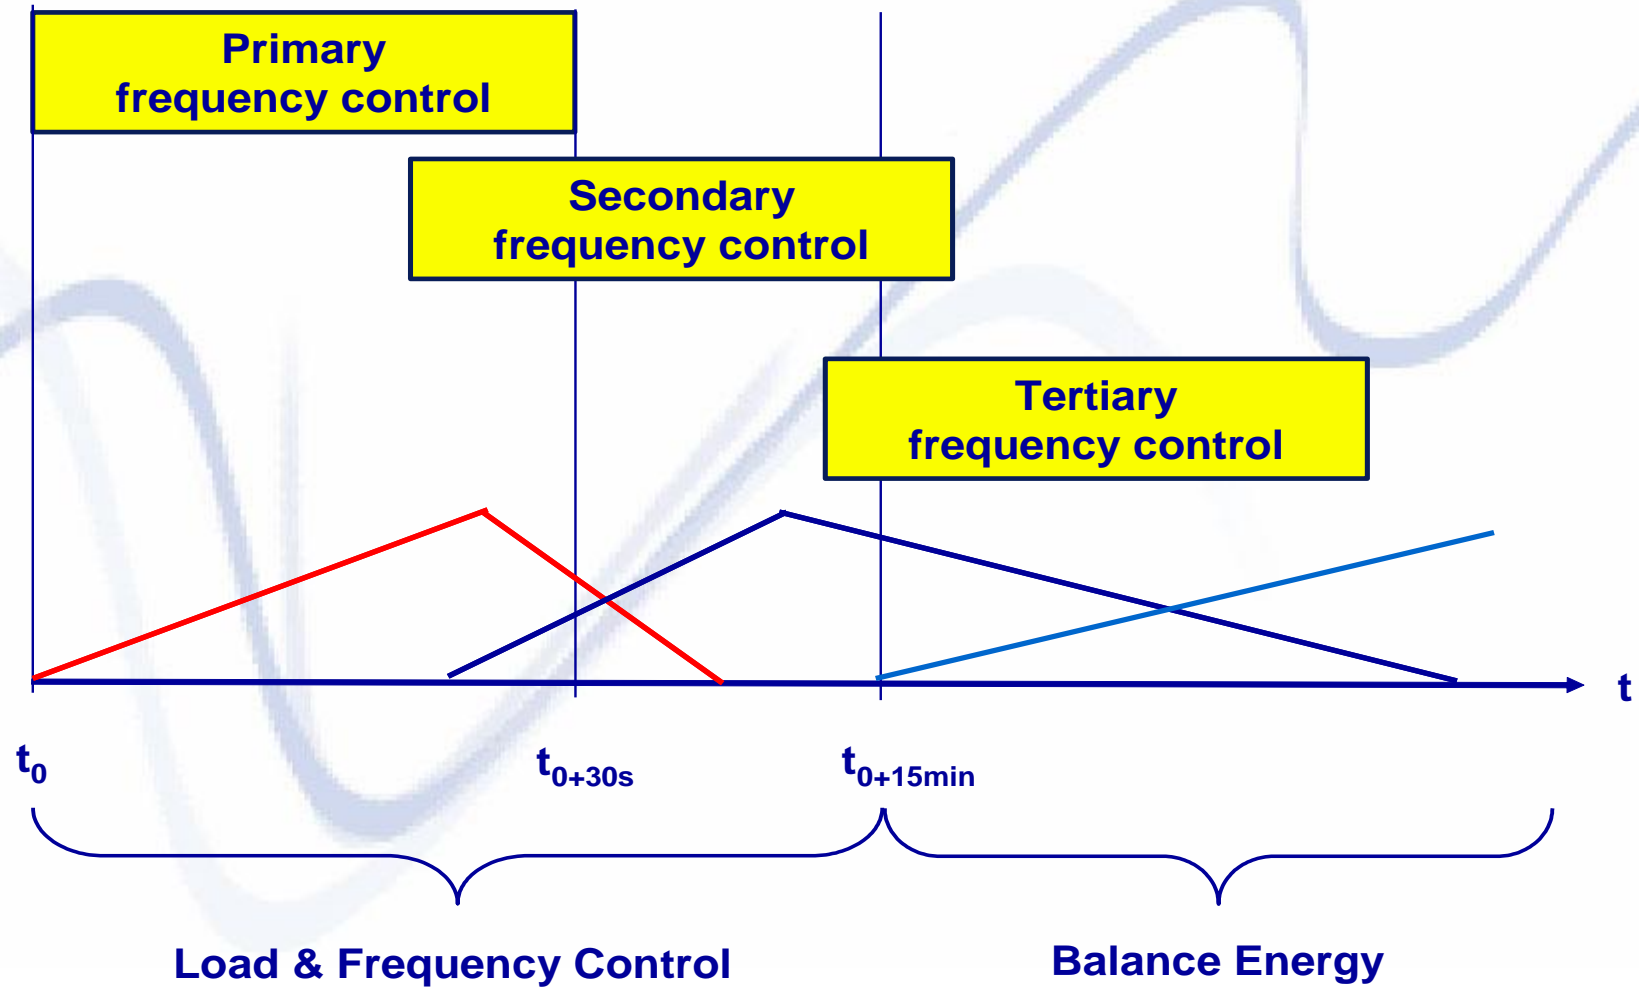 Primary
frequency control
Secondary
frequency control
Tertiary
frequency control
t
t0
t0+30s
t0+15min
Load & Frequency Control
Balance Energy